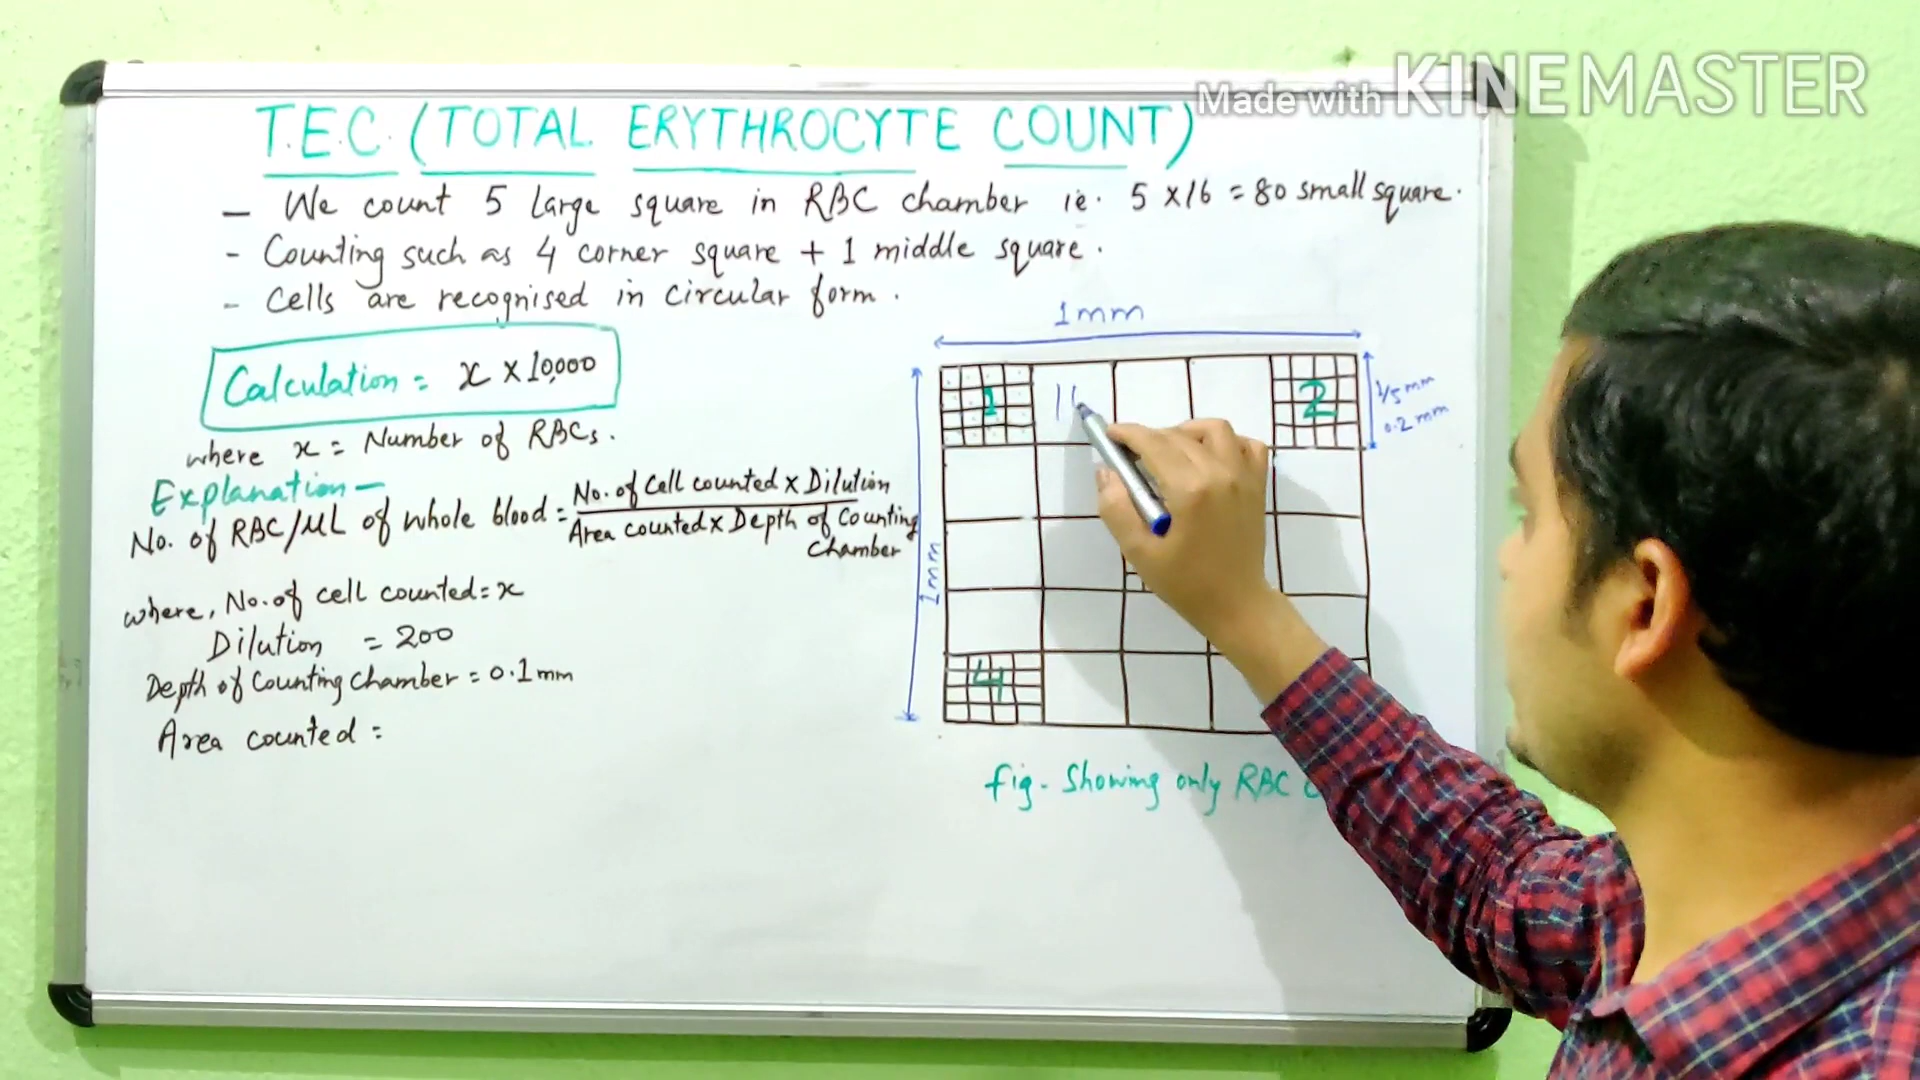 Made with KINEMASTER
T.E.C. (TOTAL ERYTHROCYTE COUNT)
- We count 5 large square in RBC chamber ie. 5 x 16 = 80 small square.
- Counting such as 4 corner square + 1 middle square.
- Cells are recognised in circular form.
Calculation = x × 10,000
where x = Number of RBCs.
Explanation -
No. of RBC/ML of whole blood = No. of Cell counted x Dilution
Area counted x Depth of Counting
Chamber
where, No. of cell counted = x
Dilution = 200
Depth of Counting Chamber = 0.1 mm
Area counted =
1mm
1mm
1
2
4
1/5 mm
0.2 mm
fig - Showing only RBC